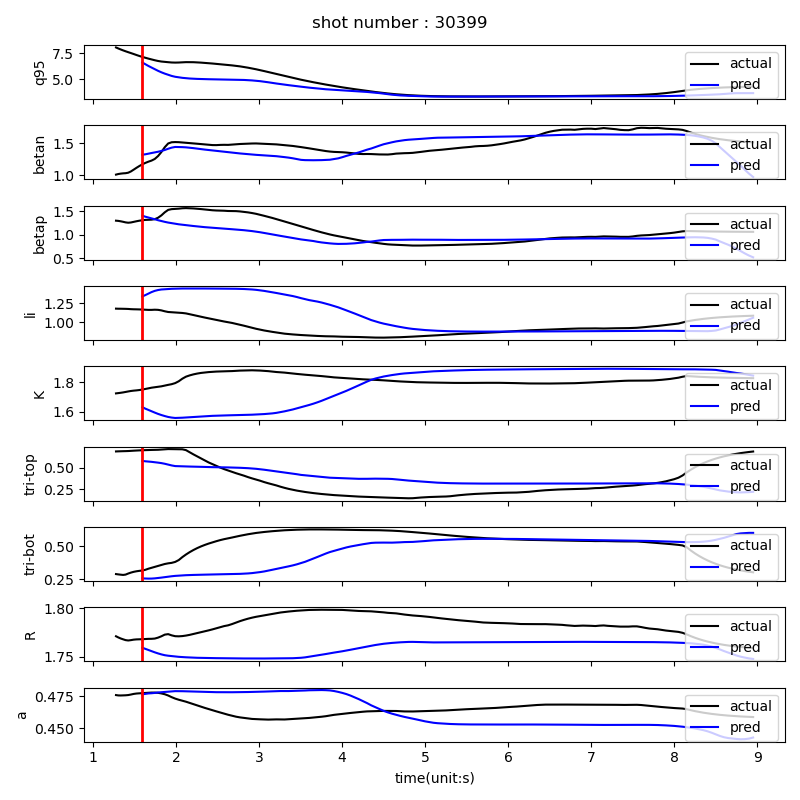 shot number : 30399
7.5
5.0
q95
actual
pred
1.5
1.0
betan
actual
pred
1.5
1.0
0.5
betap
actual
pred
1.25
1.00
li
actual
pred
1.8
1.6
K
actual
pred
0.50
0.25
tri-top
actual
pred
0.50
0.25
tri-bot
actual
pred
1.80
1.75
R
actual
pred
0.475
0.450
a
actual
pred
1 2 3 4 5 6 7 8 9
time(unit:s)